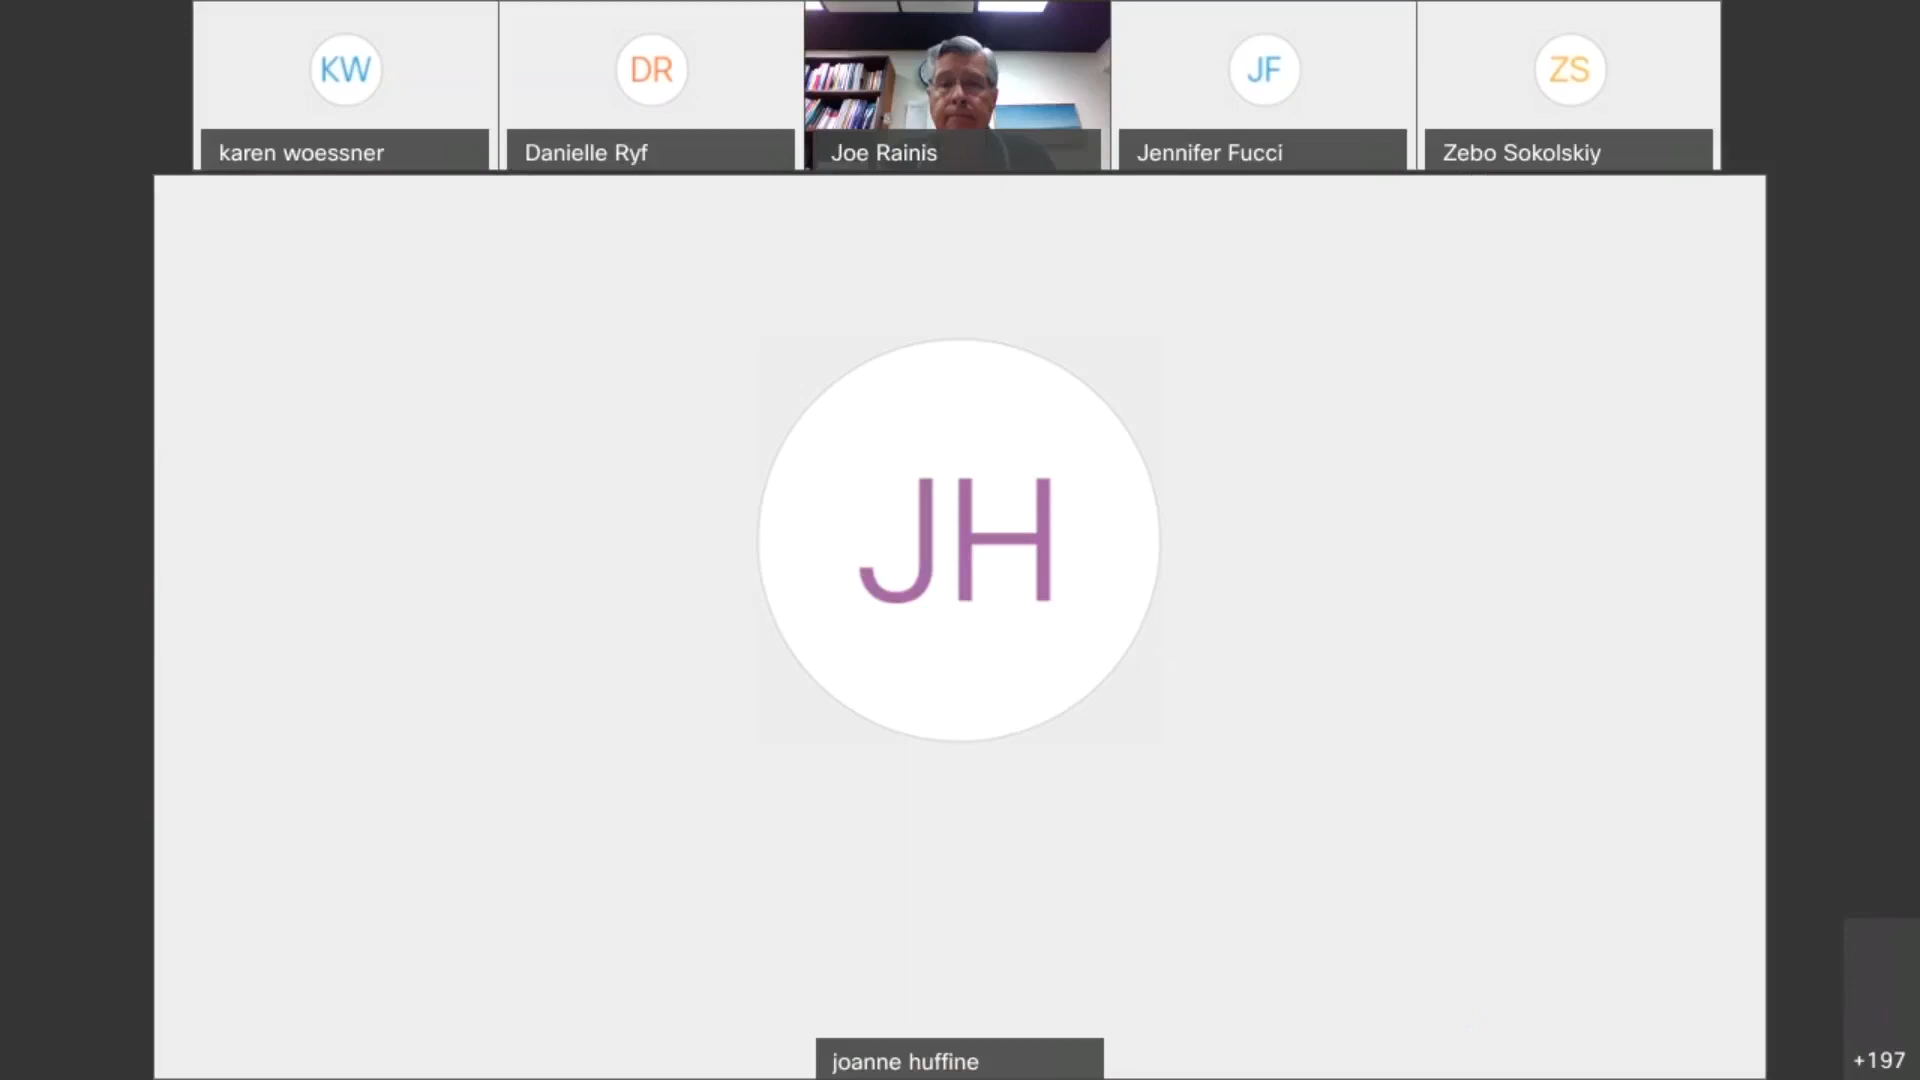 KW
DR
JF
ZS
karen woessner
Danielle Ryf
Joe Rainis
Jennifer Fucci
Zebo Sokolskiy
JH
joanne huffine
+197